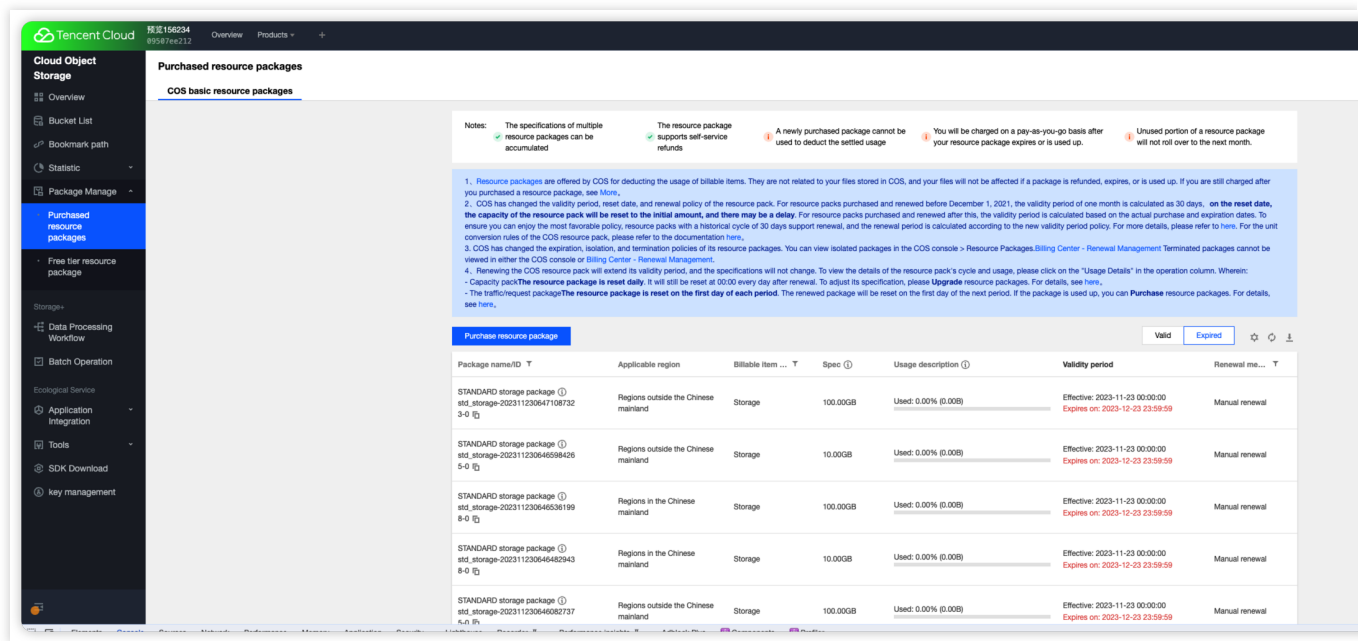 Tencent Cloud
预览156234
09507ee212
Overview
Products
+
Cloud Object
Storage
Overview
Bucket List
Bookmark path
Statistic
Package Manage
Purchased
resource
packages
Free tier resource
package
Storage+
Data Processing
Workflow
Batch Operation
Ecological Service
Application
Integration
Tools
SDK Download
key management
Purchased resource packages
COS basic resource packages
Notes:
The specifications of multiple
resource packages can be
accumulated
The resource package
supports self-service
refunds
A newly purchased package cannot be
used to deduct the settled usage
You will be charged on a pay-as-you-go basis after
your resource package expires or is used up.
Unused portion of a resource package
will not roll over to the next month.
1、Resource packages are offered by COS for deducting the usage of billable items. They are not related to your files stored in COS, and your files will not be affected if a package is refunded, expires, or is used up. If you are still charged after
you purchased a resource package, see More。
2、COS has changed the validity period, reset date, and renewal policy of the resource pack. For resource packs purchased and renewed before December 1, 2021, the validity period of one month is calculated as 30 days，on the reset date,
the capacity of the resource pack will be reset to the initial amount, and there may be a delay. For resource packs purchased and renewed after this, the validity period is calculated based on the actual purchase and expiration dates. To
ensure you can enjoy the most favorable policy, resource packs with a historical cycle of 30 days support renewal, and the renewal period is calculated according to the new validity period policy. For more details, please refer to here. For the unit
conversion rules of the COS resource pack, please refer to the documentation here。
3. COS has changed the expiration, isolation, and termination policies of its resource packages. You can view isolated packages in the COS console > Resource Packages.Billing Center - Renewal Management Terminated packages cannot be
viewed in either the COS console or Billing Center - Renewal Management.
4、Renewing the COS resource pack will extend its validity period, and the specifications will not change. To view the details of the resource pack's cycle and usage, please click on the "Usage Details" in the operation column. Wherein:
- Capacity packThe resource pack is reset daily. It will still be reset at 00:00 every day after renewal. To adjust its specification, please Upgrade resource packages. For details, see here。
- The traffic/request packageThe resource package is reset on the first day of each period. The renewed package will be reset on the first day of the next period. If the package is used up, you can Purchase resource packages. For details,
see here。
Purchase resource package
Valid
Expired
Package name/ID
Applicable region
Billable item ...
Spec
Usage description
Validity period
Renewal me...
STANDARD storage package
std_storage-202311230647108732
3-0
Regions outside the Chinese
mainland
Storage
100.00GB
Used: 0.00% (0.00B)
Effective: 2023-11-23 00:00:00
Expires on: 2023-12-23 23:59:59
Manual renewal
STANDARD storage package
std_storage-202311230646598426
5-0
Regions outside the Chinese
mainland
Storage
10.00GB
Used: 0.00% (0.00B)
Effective: 2023-11-23 00:00:00
Expires on: 2023-12-23 23:59:59
Manual renewal
STANDARD storage package
std_storage-202311230646536199
8-0
Regions in the Chinese
mainland
Storage
100.00GB
Used: 0.00% (0.00B)
Effective: 2023-11-23 00:00:00
Expires on: 2023-12-23 23:59:59
Manual renewal
STANDARD storage package
std_storage-202311230646482943
8-0
Regions in the Chinese
mainland
Storage
10.00GB
Used: 0.00% (0.00B)
Effective: 2023-11-23 00:00:00
Expires on: 2023-12-23 23:59:59
Manual renewal
STANDARD storage package
std_storage-202311230646082737
5-0
Regions outside the Chinese
mainland
Storage
100.00GB
Used: 0.00% (0.00B)
Effective: 2023-11-23 00:00:00
Expires on: 2023-12-23 23:59:59
Manual renewal